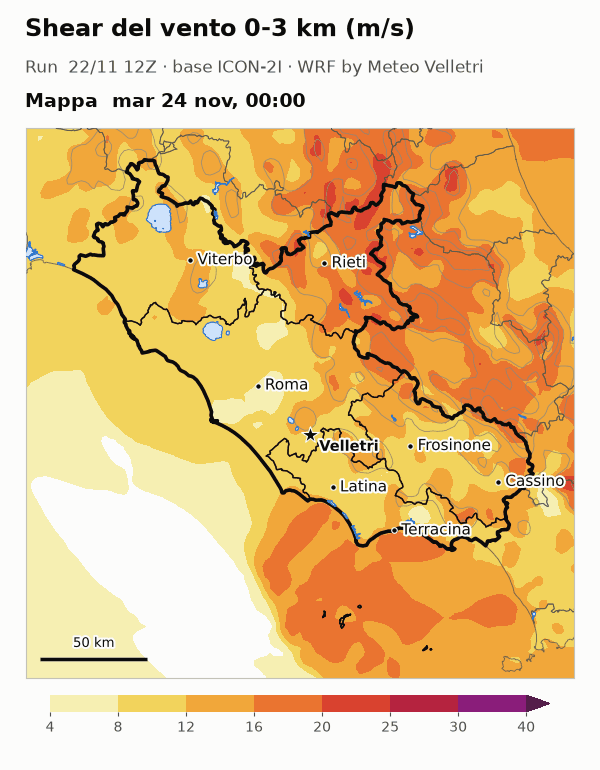 Shear del vento 0-3 km (m/s)
Run  22/11 12Z · base ICON-2I · WRF by Meteo Velletri
Mappa  mar 24 nov, 00:00
Viterbo
Rieti
Roma
Velletri
Frosinone
Cassino
Latina
Terracina
50 km
4 8 12 16 20 25 30 40